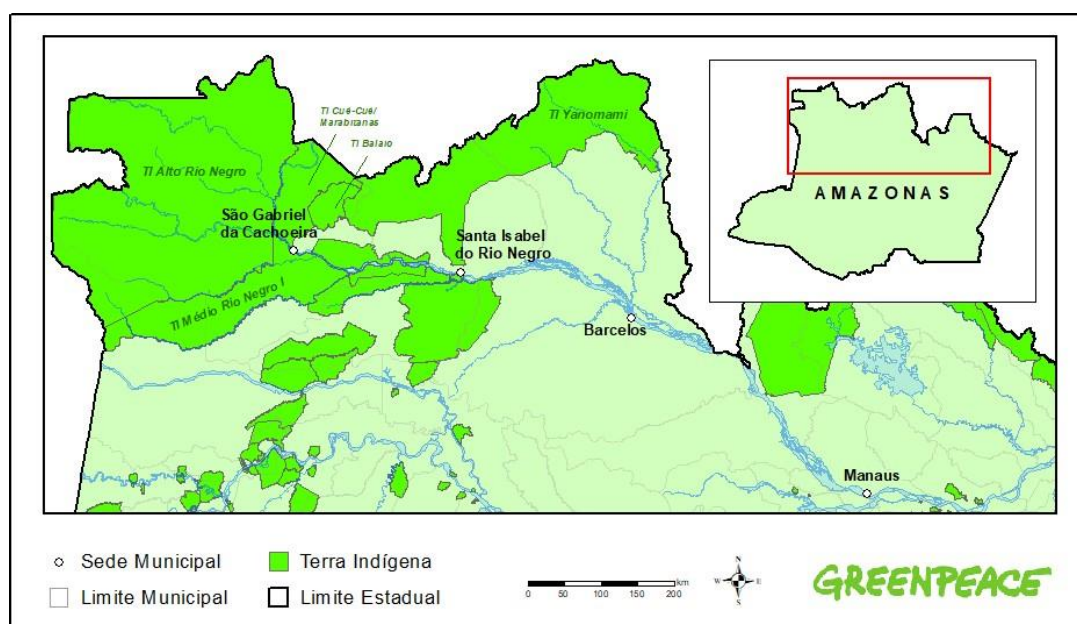 TI Cué-Cué/
Marabitanas
TI Balaio
TI Yanomami
TI Alto Rio Negro
São Gabriel
da Cachoeira
Santa Isabel
do Rio Negro
TI Médio Rio Negro I
Barcelos
Manaus
AMAZONAS
Sede Municipal
Terra Indígena
Limite Municipal
Limite Estadual
0 50 100 150 200
km
N
W
E
S
GREENPEACE